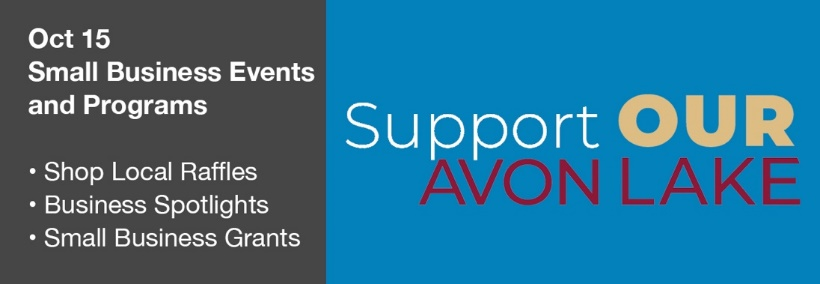 Oct 15
Small Business Events
and Programs
• Shop Local Raffles
• Business Spotlights
• Small Business Grants
Support OUR
AVON LAKE